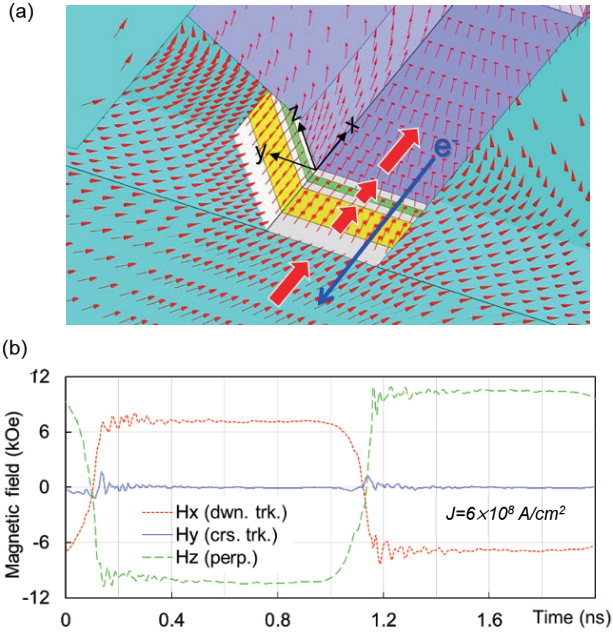 (a)
z
x
y
e⁻
(b)
12
6
0
-6
-12
Magnetic field (kOe)
Hx (dwn. trk.)
Hy (crs. trk.)
Hz (perp.)
J=6×10⁸ A/cm²
0
0.4
0.8
1.2
1.6
Time (ns)